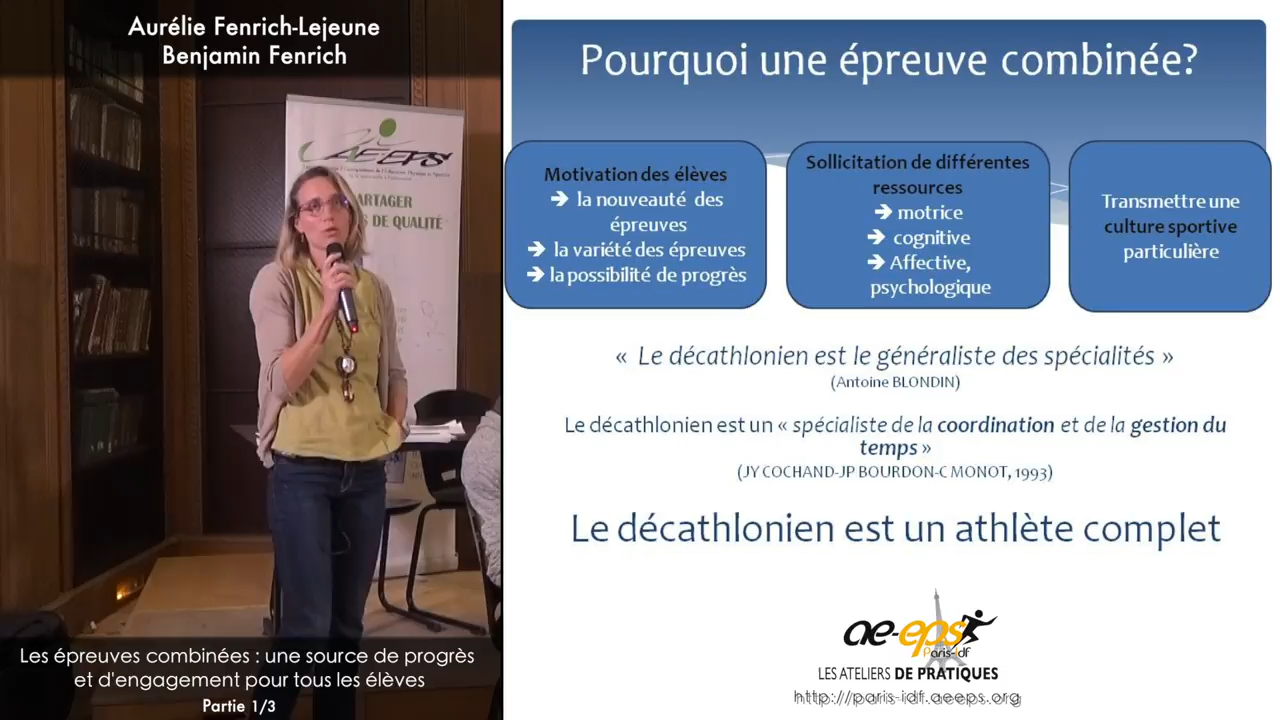 Aurélie Fenrich-Lejeune
Benjamin Fenrich
AEEPS
ARTAGER
DE QUALITÉ
Les épreuves combinées : une source de progrès
et d'engagement pour tous les élèves
Partie 1/3
Pourquoi une épreuve combinée?
Motivation des élèves
➔ la nouveauté des
épreuves
➔ la variété des épreuves
➔ la possibilité de progrès
Sollicitation de différentes
ressources
➔ motrice
➔ cognitive
➔ Affective,
psychologique
Transmettre une
culture sportive
particulière
« Le décathlonien est le généraliste des spécialités »
(Antoine BLONDIN)
Le décathlonien est un « spécialiste de la coordination et de la gestion du
temps »
(JY COCHAND-JP BOURDON-C MONOT, 1993)
Le décathlonien est un athlète complet
ae-eps
Paris-idf
LES ATELIERS DE PRATIQUES
http://paris-idf.aeeps.org